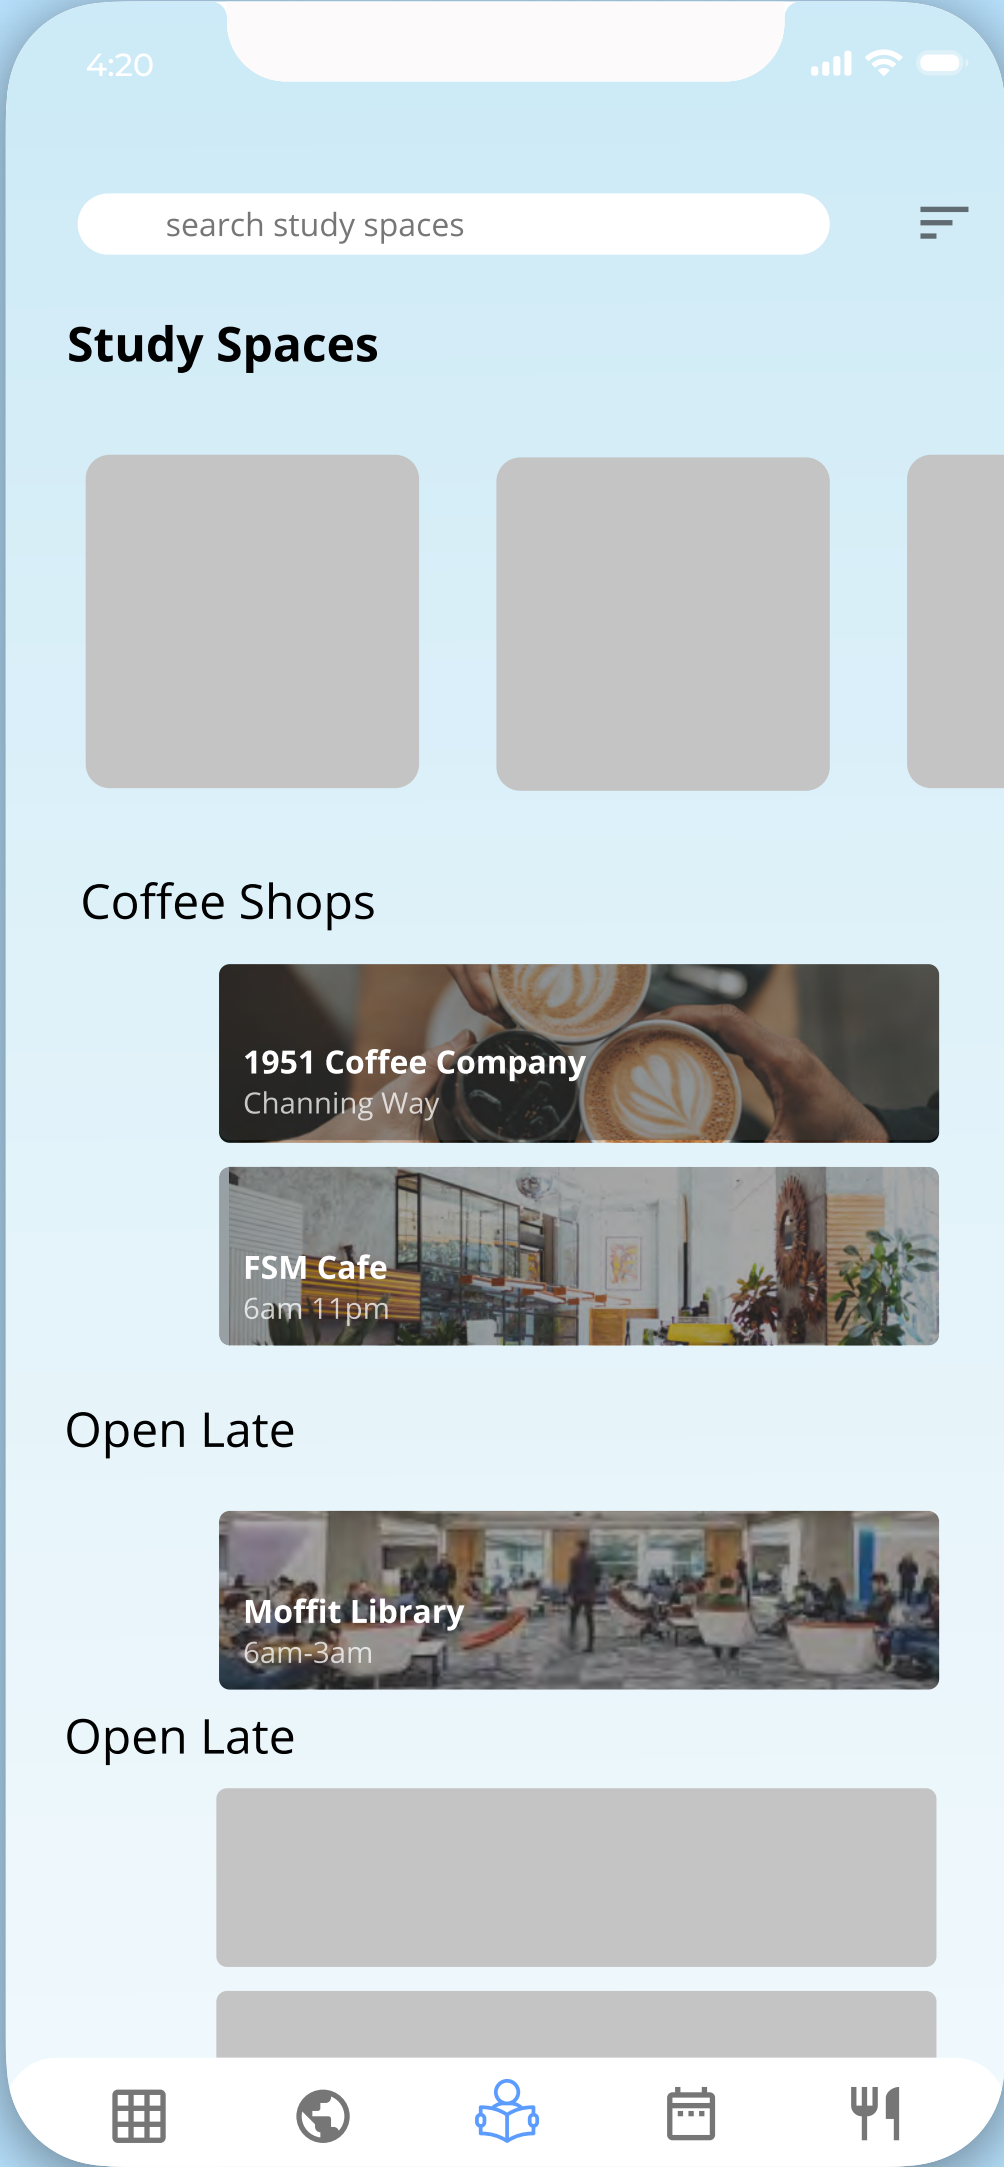 4:20
search study spaces
Study Spaces
Coffee Shops
1951 Coffee Company
Channing Way
FSM Cafe
6am 11pm
Open Late
Moffit Library
6am-3am
Open Late